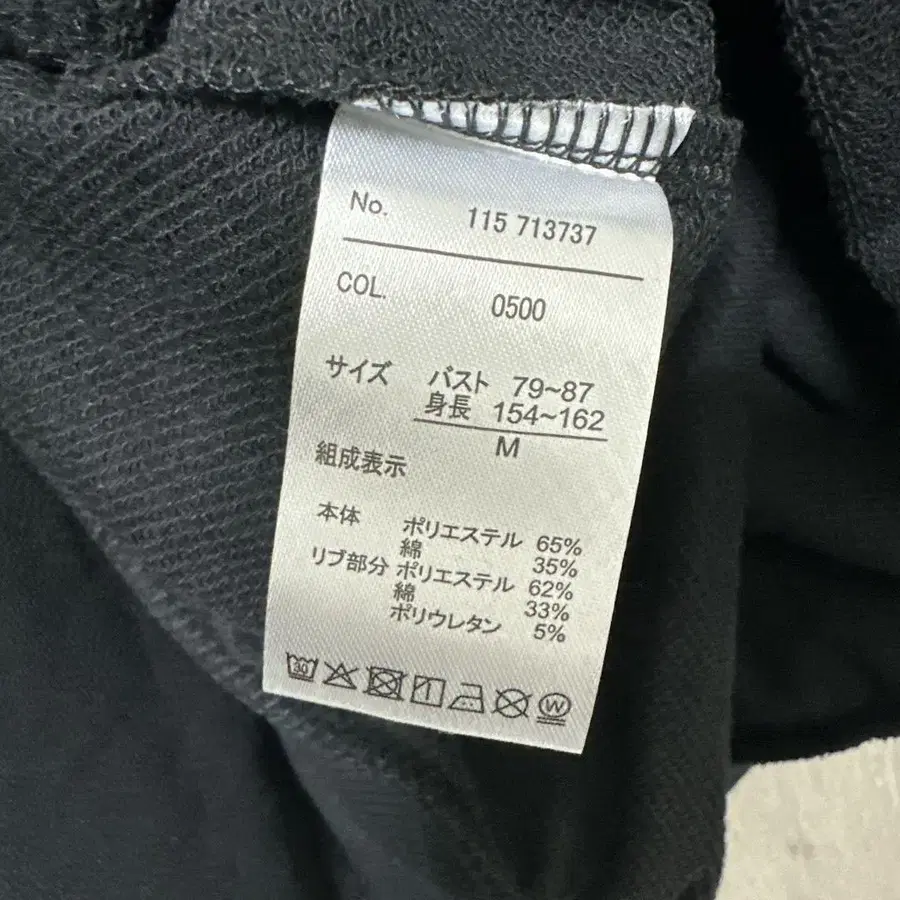 No. 115 713737
COL. 0500
サイズ バスト 79~87
身長 154~162
M
組成表示
本体 ポリエステル 65%
綿 35%
リブ部分 ポリエステル 62%
綿 33%
ポリウレタン 5%
30 W